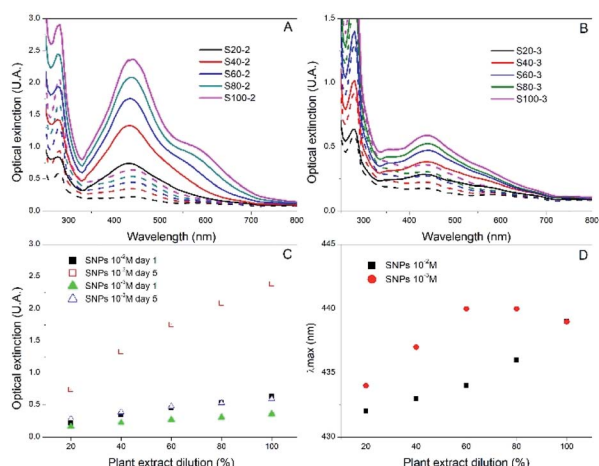 A
3.0
2.5
2.0
1.5
1.0
0.5
0.0
Optical extinction (U.A.)
S20-2
S40-2
S60-2
S80-2
S100-2
300 400 500 600 700 800
Wavelength (nm)
B
1.5
1.0
0.5
0.0
Optical extinction (U.A.)
S20-3
S40-3
S60-3
S80-3
S100-3
300 400 500 600 700 800
Wavelength (nm)
C
3.0
2.5
2.0
1.5
1.0
0.5
0.0
Optical extinction (U.A.)
SNPs 10⁻²M day 1
SNPs 10⁻²M day 5
SNPs 10⁻³M day 1
SNPs 10⁻³M day 5
20 40 60 80 100
Plant extract dilution (%)
D
445
440
435
430
λmax (nm)
SNPs 10⁻²M
SNPs 10⁻³M
20 40 60 80 100
Plant extract dilution (%)